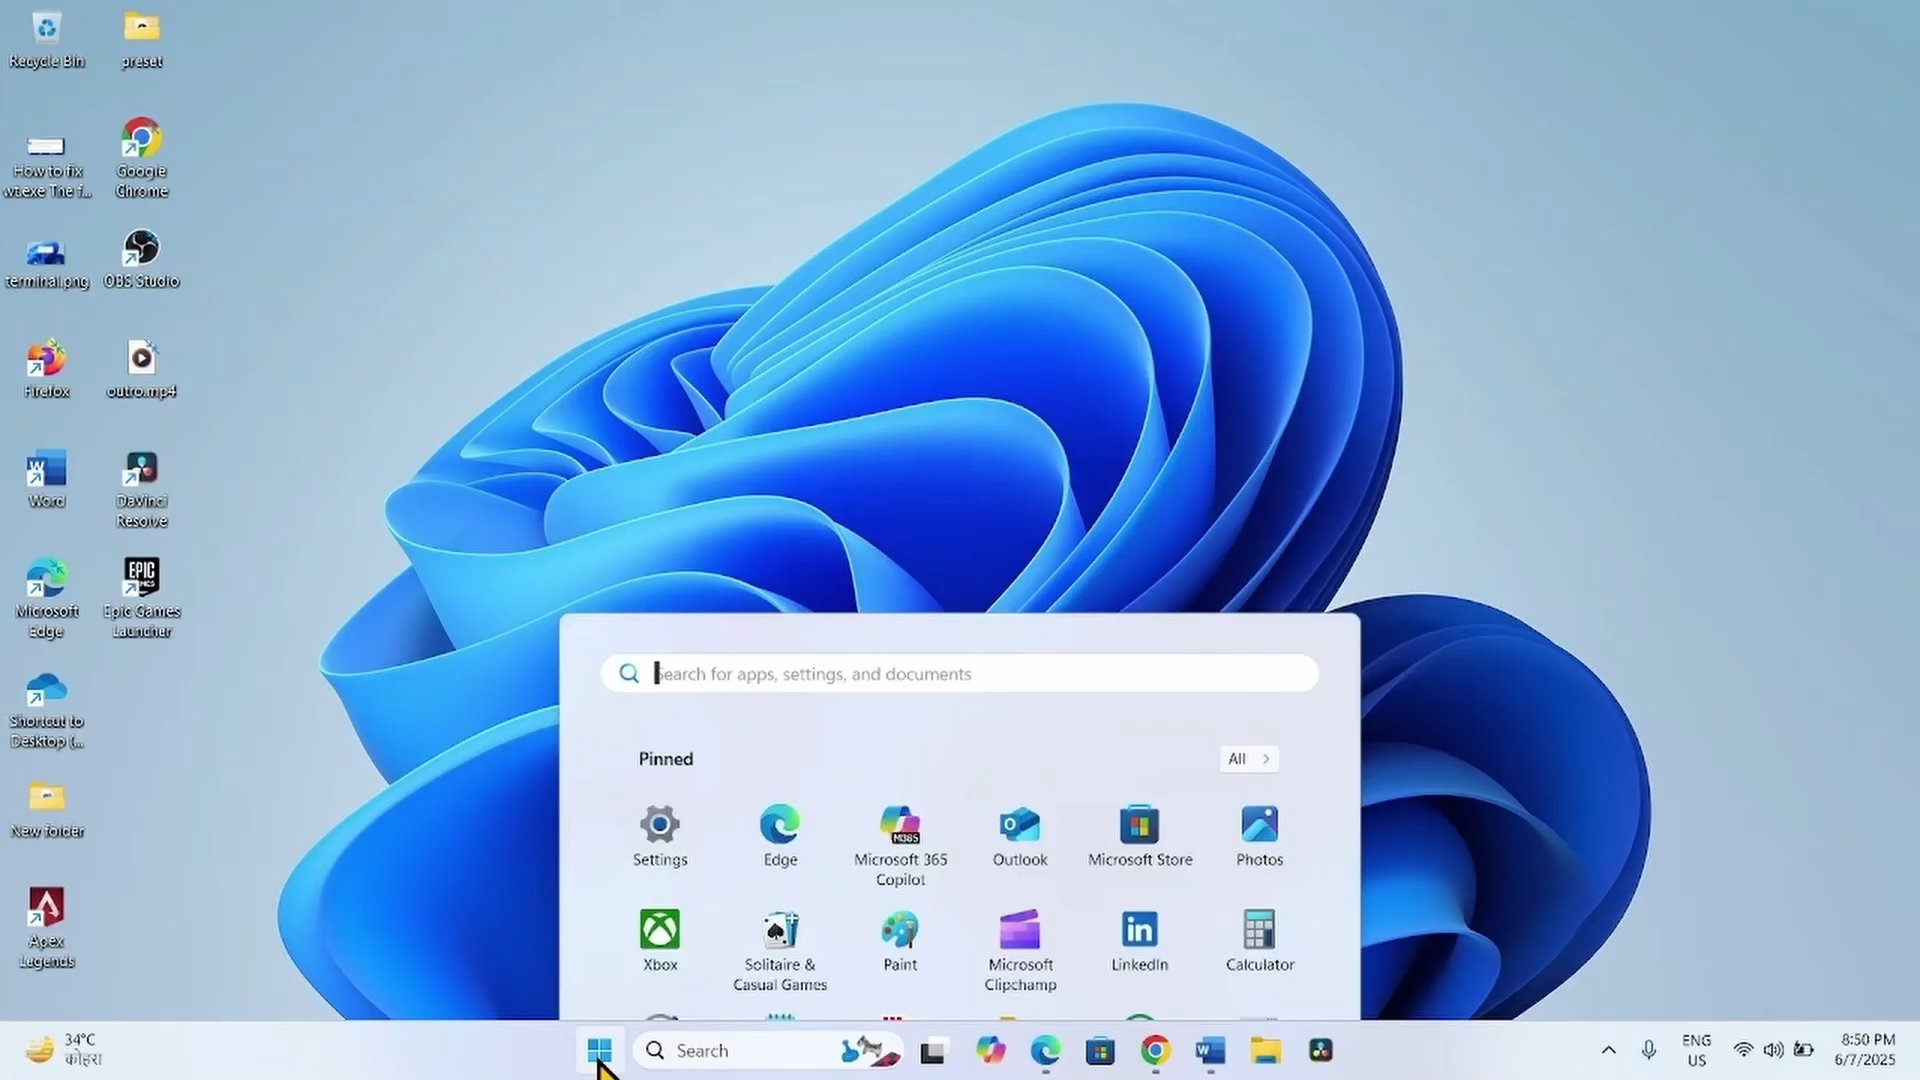 Recycle Bin
preset
How to fix
wt.exe The f...
Google
Chrome
terminal.png
OBS Studio
Firefox
outro.mp4
Word
DaVinci
Resolve
Microsoft
Edge
EPIC
Epic Games
Launcher
Shortcut to
Desktop (...
New folder
Apex
Legends
Search for apps, settings, and documents
Pinned
All
Settings
Edge
M365
Microsoft 365
Copilot
Outlook
Microsoft Store
Photos
Xbox
Solitaire &
Casual Games
Paint
Microsoft
Clipchamp
in
LinkedIn
Calculator
34°C
कोहरा
Search
ENG
US
8:50 PM
6/7/2025